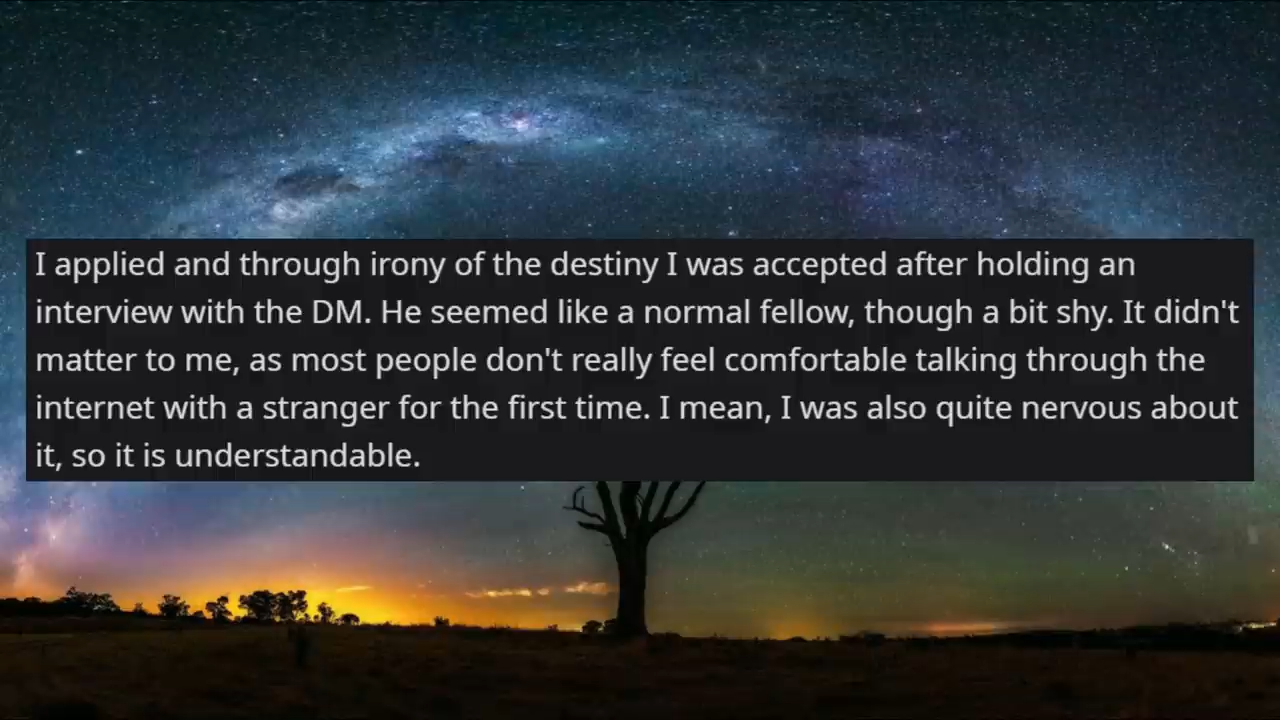 I applied and through irony of the destiny I was accepted after holding an
interview with the DM. He seemed like a normal fellow, though a bit shy. It didn't
matter to me, as most people don't really feel comfortable talking through the
internet with a stranger for the first time. I mean, I was also quite nervous about
it, so it is understandable.